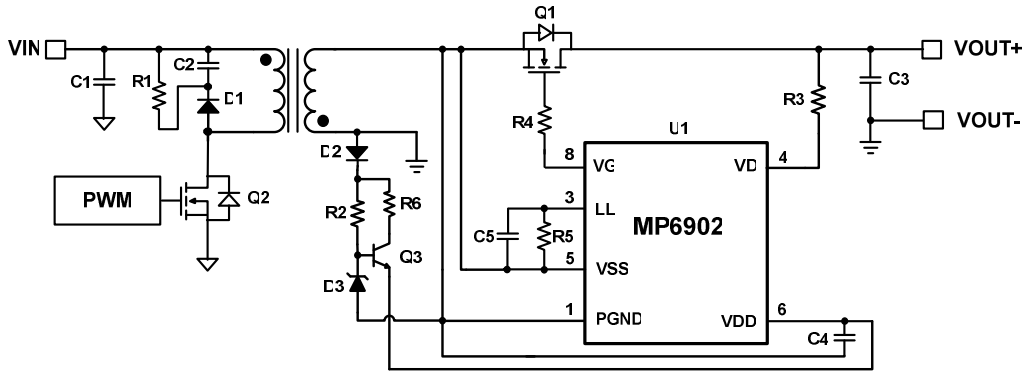 Q1
VIN
VOUT+
C2
C1
R1
D1
C3
R3
R4
VOUT-
U1
D2
8
VG
VD
4
PWM
Q2
R2
R6
3
LL
MP6902
C5
R5
Q3
5
VSS
D3
1
PGND
VDD
6
C4